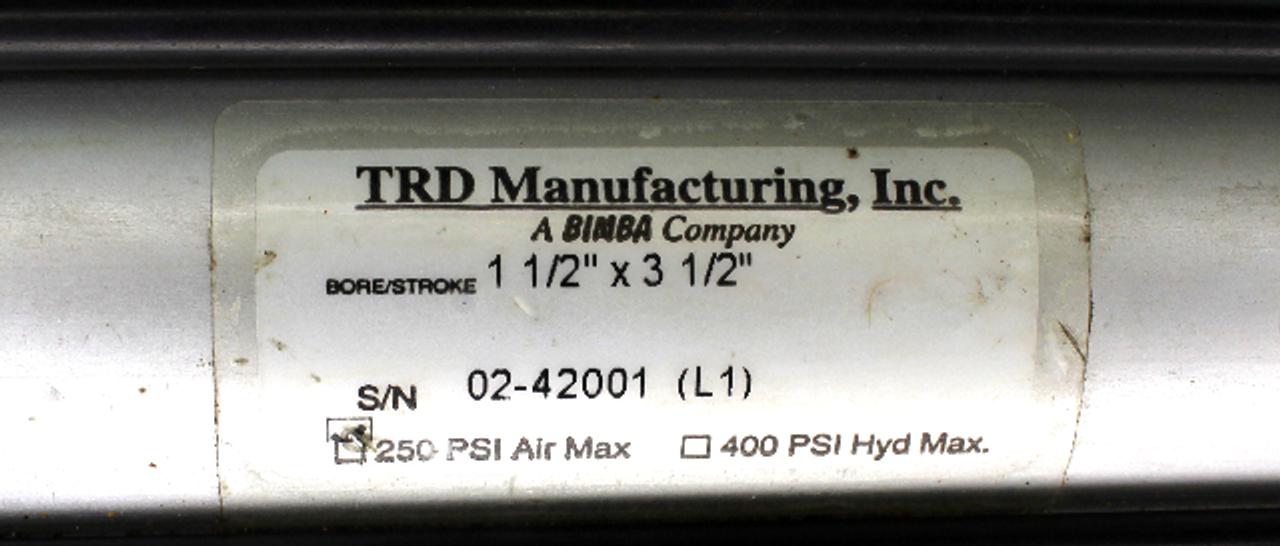 TRD Manufacturing, Inc.
A BIMBA Company
BORE/STROKE 1 1/2" x 3 1/2"
S/N 02-42001 (L1)
250 PSI Air Max 400 PSI Hyd Max.